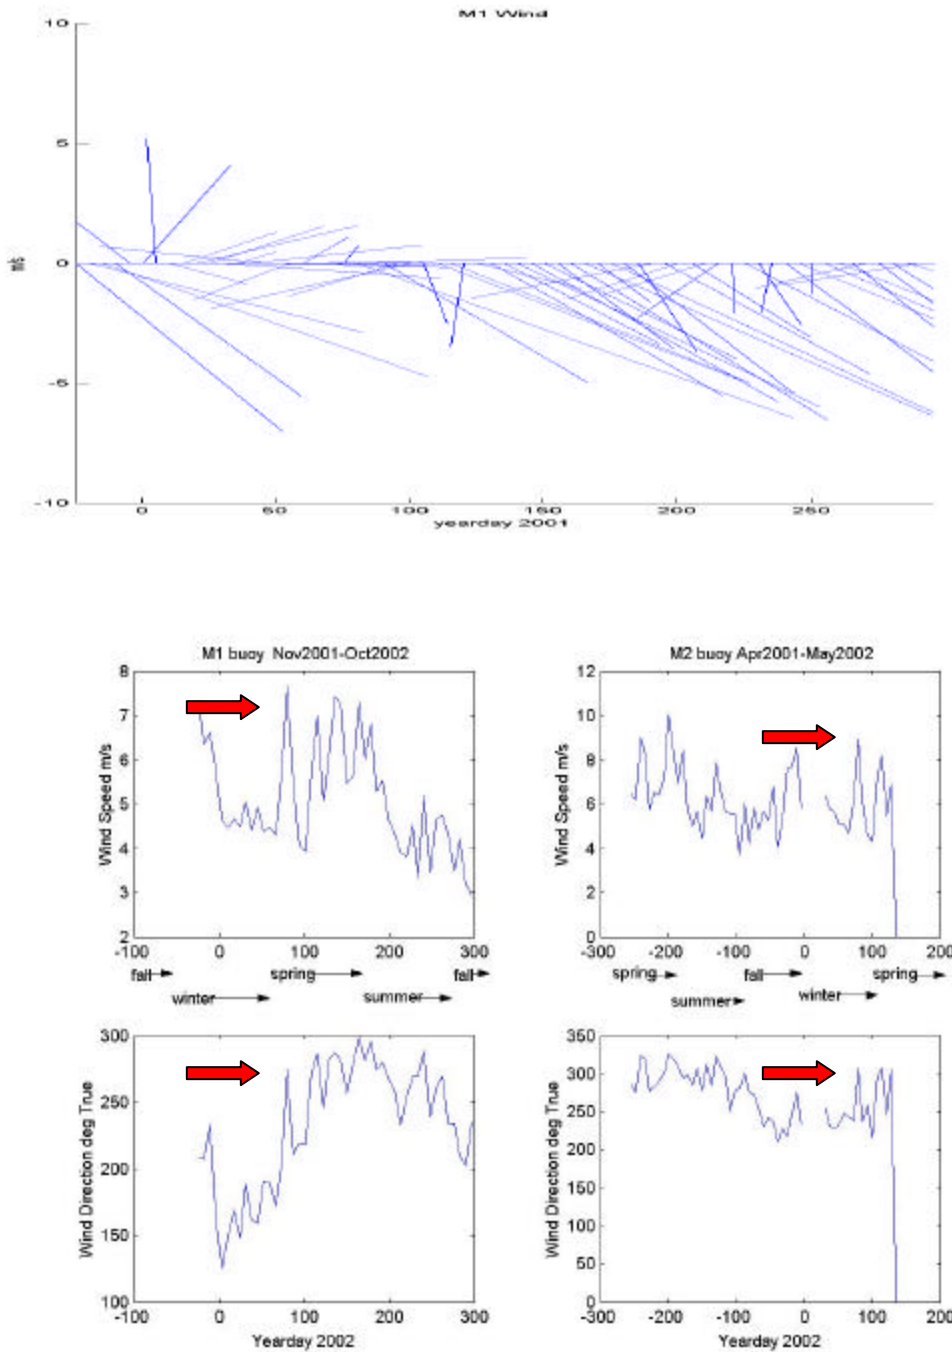 M1 Wind
10
5
0
-5
-10
m/s
0 50 100 150 200 250
yearday 2001
M1 buoy Nov2001-Oct2002
8
7
6
5
4
3
2
Wind Speed m/s
-100 0 100 200 300
fall spring fall
winter summer
M2 buoy Apr2001-May2002
12
10
8
6
4
2
0
Wind Speed m/s
-300 -200 -100 0 100 200
spring fall spring
summer winter
300
250
200
150
100
Wind Direction deg True
-100 0 100 200 300
Yearday 2002
350
300
250
200
150
100
50
0
Wind Direction deg True
-300 -200 -100 0 100 200
Yearday 2002